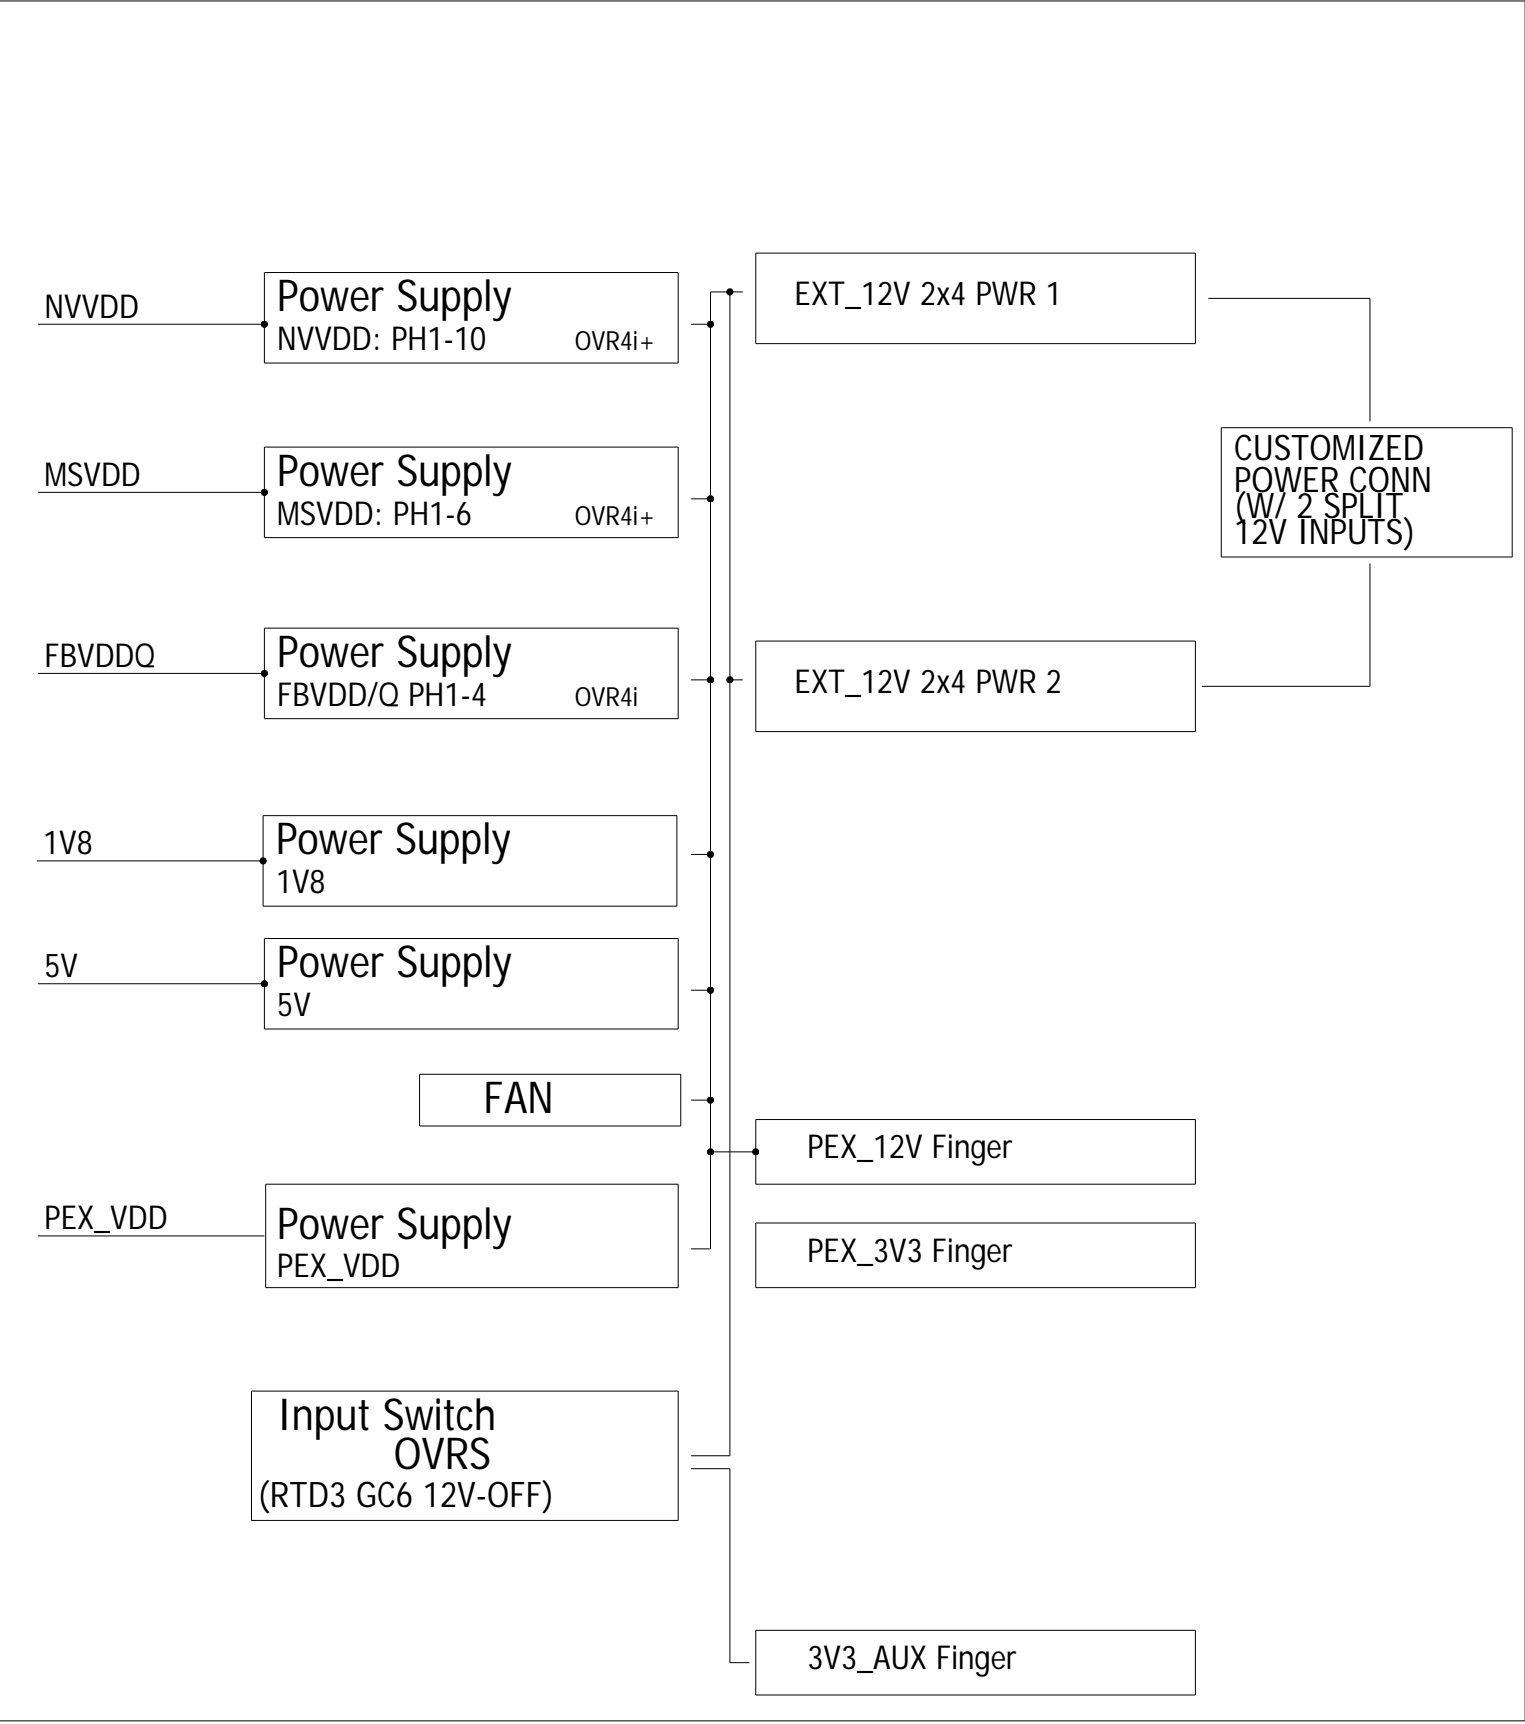 NVVDD
Power Supply
NVVDD: PH1-10 OVR4i+
EXT_12V 2x4 PWR 1
MSVDD
Power Supply
MSVDD: PH1-6 OVR4i+
CUSTOMIZED
POWER CONN
(W/ 2 SPLIT
12V INPUTS)
FBVDDQ
Power Supply
FBVDD/Q PH1-4 OVR4i
EXT_12V 2x4 PWR 2
1V8
Power Supply
1V8
5V
Power Supply
5V
FAN
PEX_12V Finger
PEX_VDD
Power Supply
PEX_VDD
PEX_3V3 Finger
Input Switch
OVRS
(RTD3 GC6 12V-OFF)
3V3_AUX Finger